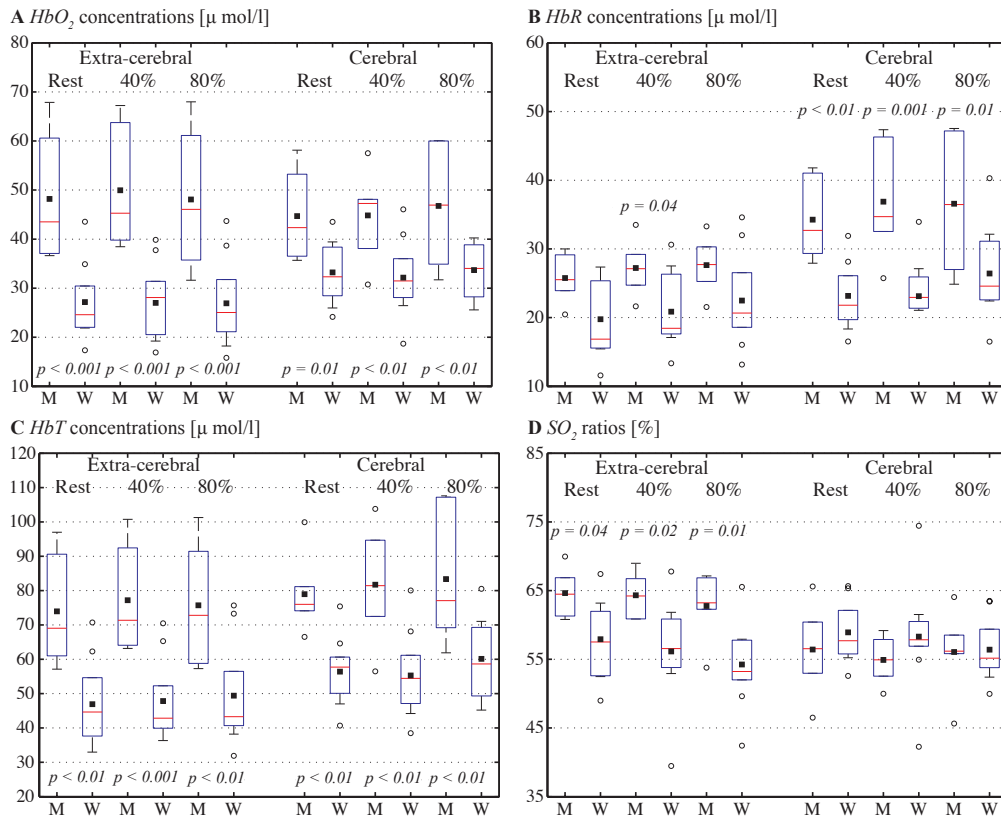 A HbO₂ concentrations [μ mol/l]
Extra-cerebral Cerebral
Rest 40% 80% Rest 40% 80%
80
70
60
50
40
30
20
10
p < 0.001 p < 0.001 p < 0.001 p = 0.01 p < 0.01 p < 0.01
M W M W M W M W M W M W
B HbR concentrations [μ mol/l]
Extra-cerebral Cerebral
Rest 40% 80% Rest 40% 80%
60
50
40
30
20
10
p = 0.04 p < 0.01 p = 0.001 p = 0.01
M W M W M W M W M W M W
C HbT concentrations [μ mol/l]
Extra-cerebral Cerebral
Rest 40% 80% Rest 40% 80%
120
110
100
90
80
70
60
50
40
30
20
p < 0.01 p < 0.001 p < 0.01 p < 0.01 p < 0.01 p < 0.01
M W M W M W M W M W M W
D SO₂ ratios [%]
Extra-cerebral Cerebral
Rest 40% 80% Rest 40% 80%
85
75
65
55
45
35
p = 0.04 p = 0.02 p = 0.01
M W M W M W M W M W M W